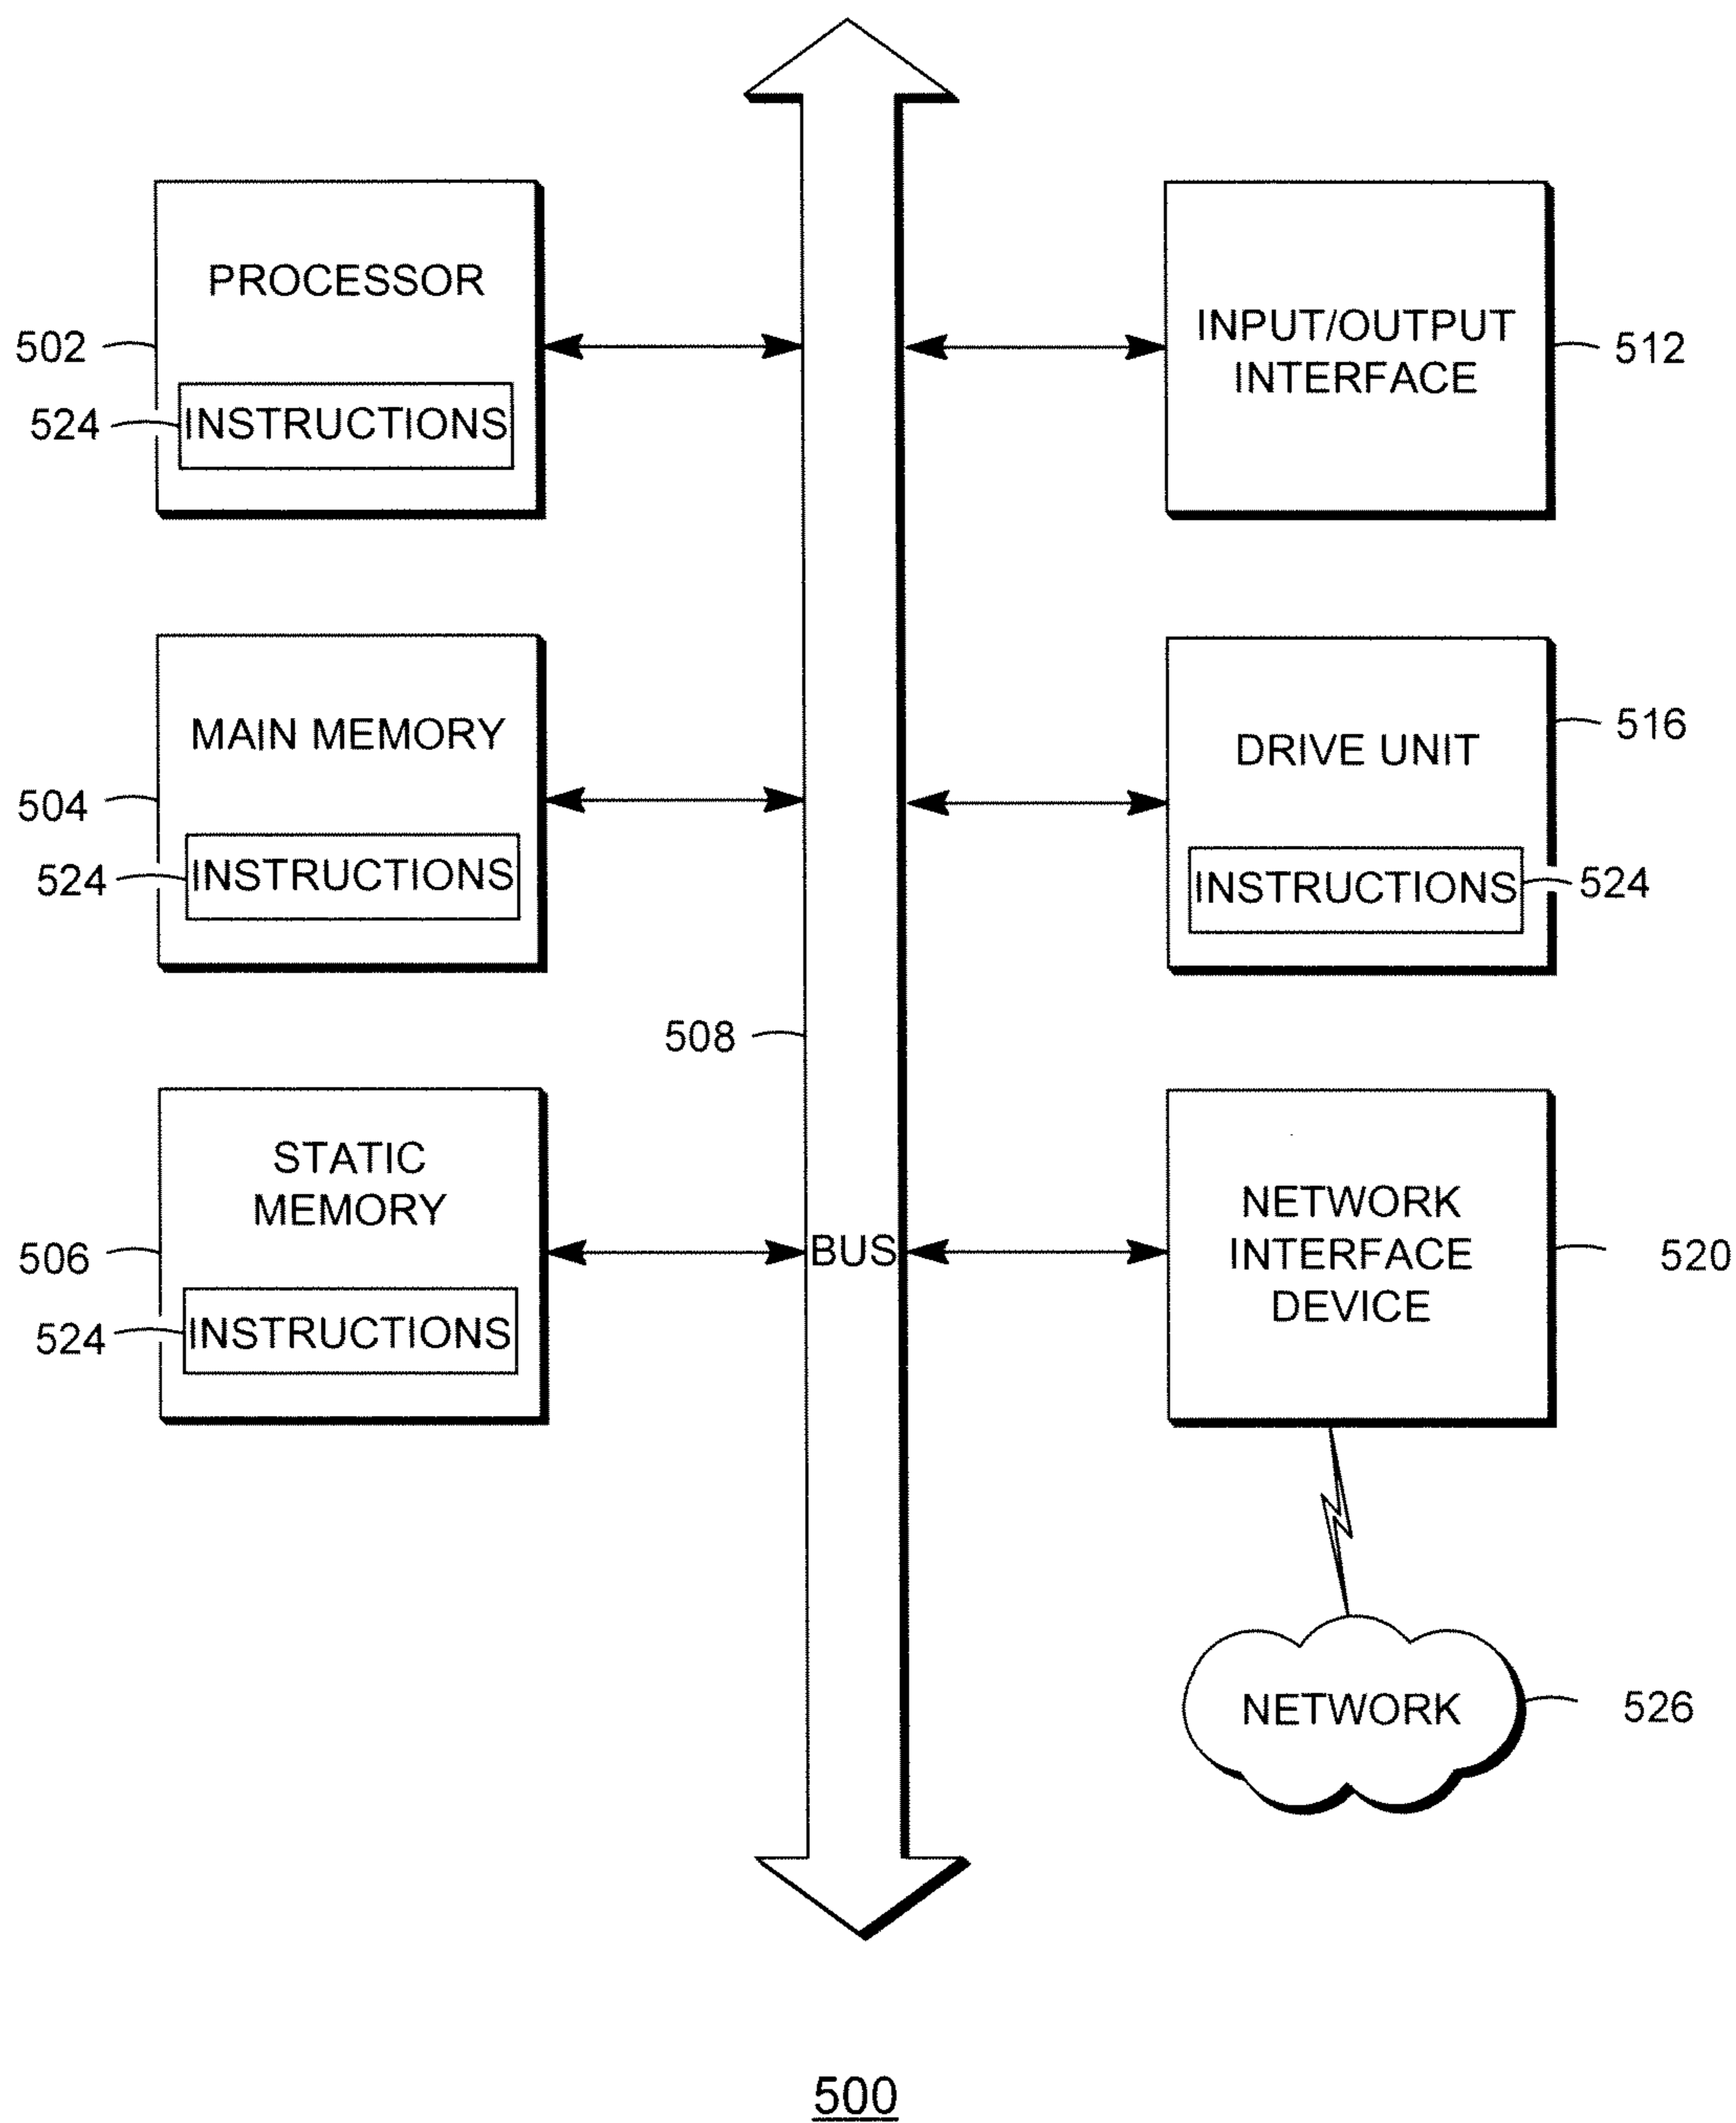 PROCESSOR
502
524
INSTRUCTIONS
INPUT/OUTPUT
INTERFACE
512
MAIN MEMORY
504
524
INSTRUCTIONS
DRIVE UNIT
516
INSTRUCTIONS
524
508
STATIC
MEMORY
506
524
INSTRUCTIONS
BUS
NETWORK
INTERFACE
DEVICE
520
NETWORK
526
500